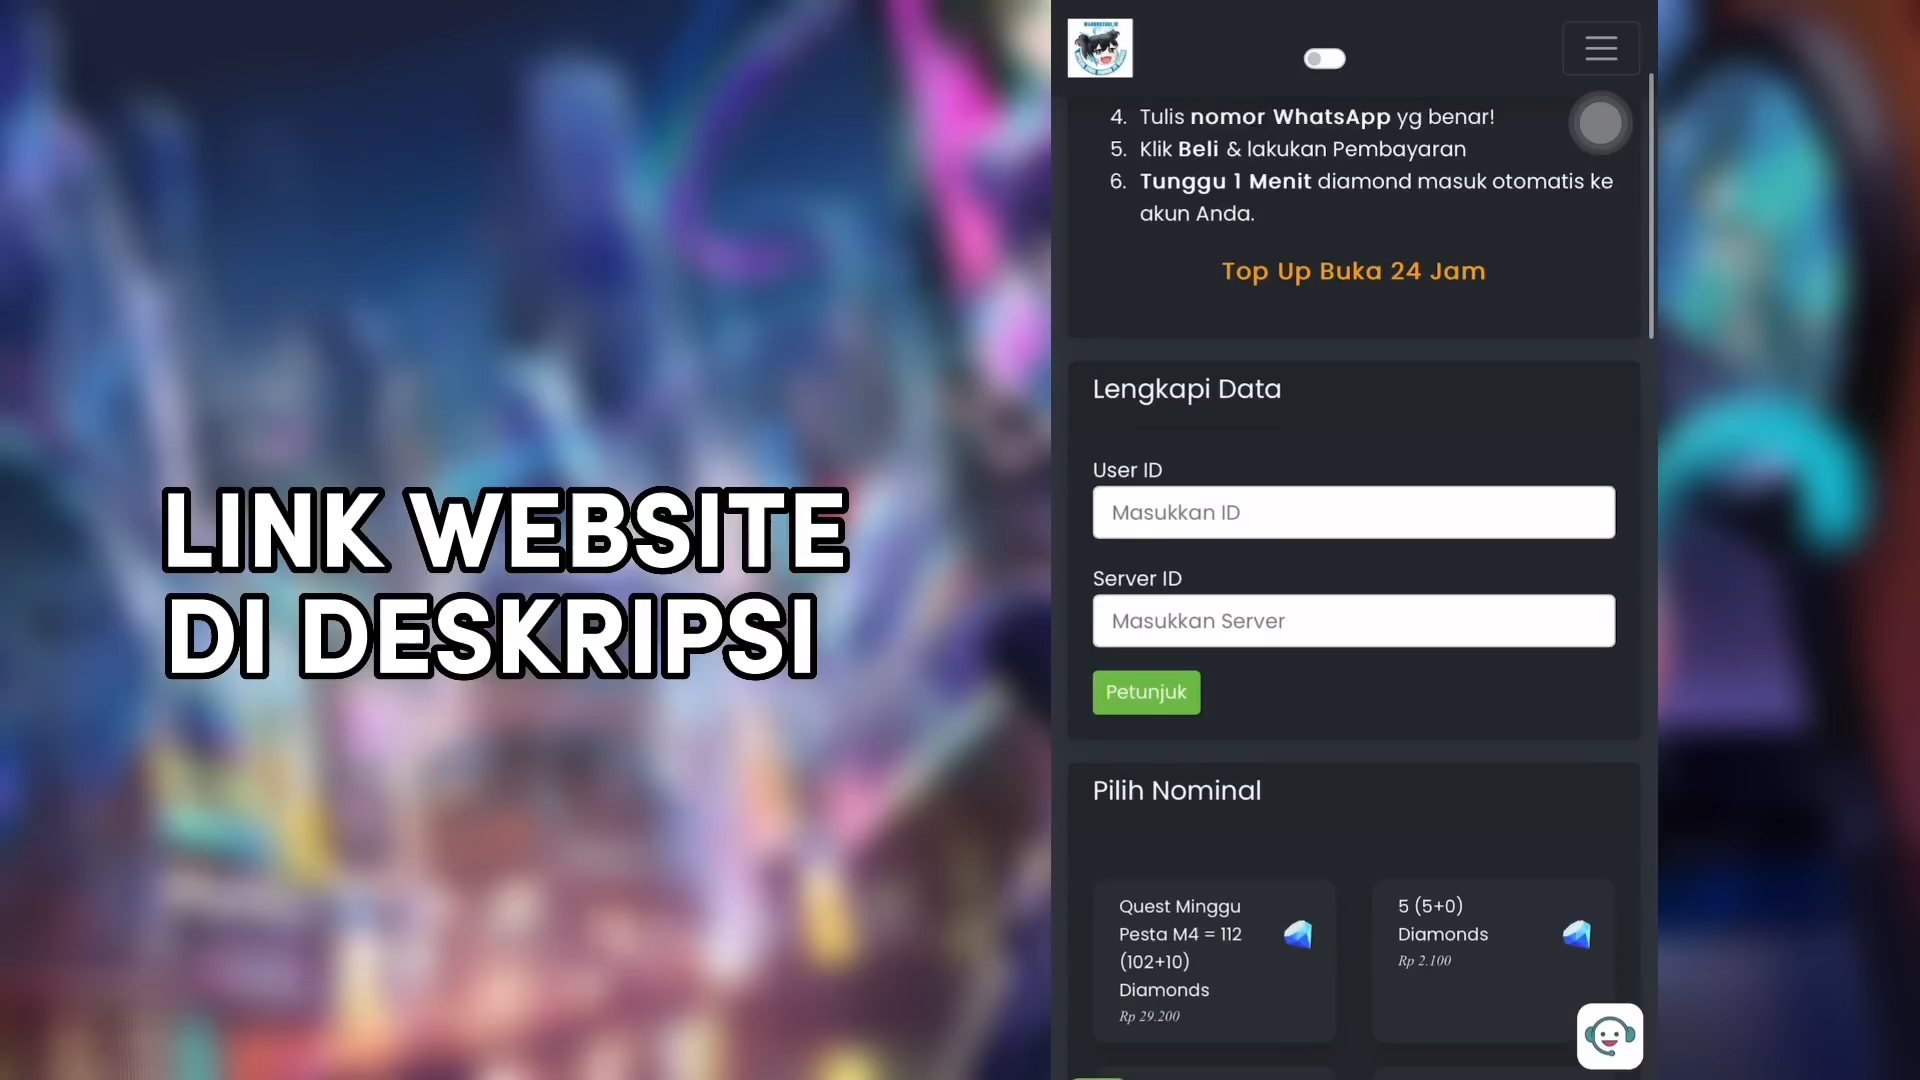 LINK WEBSITE
DI DESKRIPSI
4. Tulis nomor WhatsApp yg benar!
5. Klik Beli & lakukan Pembayaran
6. Tunggu 1 Menit diamond masuk otomatis ke
akun Anda.
Top Up Buka 24 Jam
Lengkapi Data
User ID
Masukkan ID
Server ID
Masukkan Server
Petunjuk
Pilih Nominal
Quest Minggu
Pesta M4 = 112
(102+10)
Diamonds
Rp 29.200
5 (5+0)
Diamonds
Rp 2.100